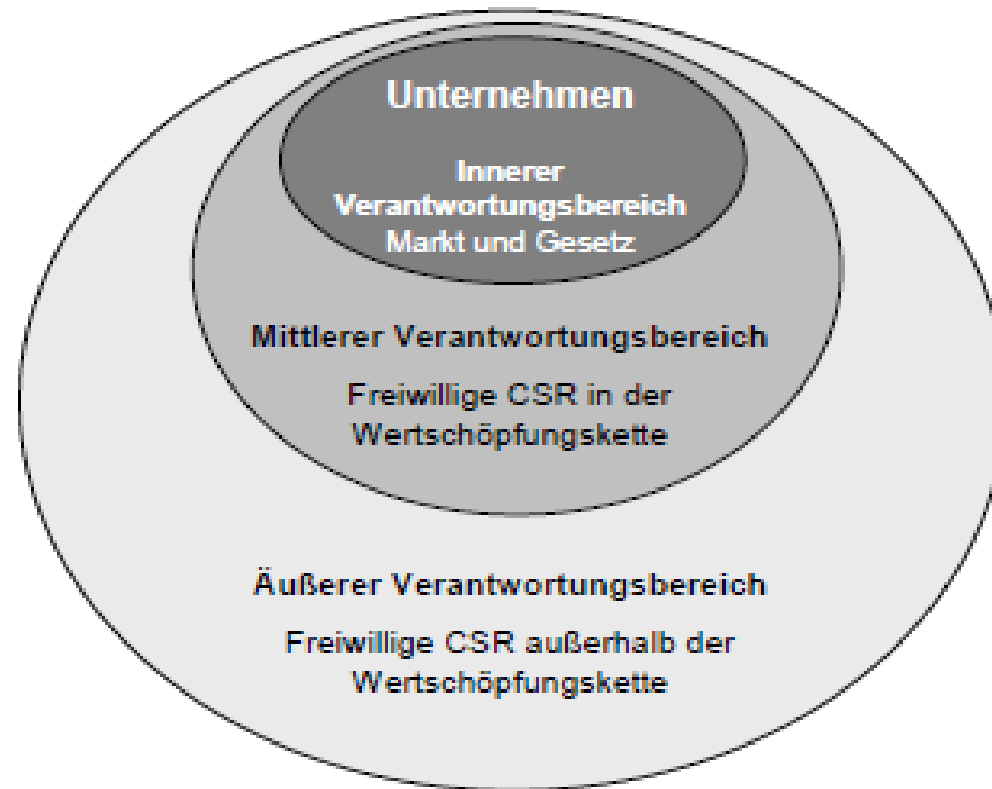 Unternehmen
Innerer
Verantwortungsbereich
Markt und Gesetz
Mittlerer Verantwortungsbereich
Freiwillige CSR in der
Wertschöpfungskette
Äußerer Verantwortungsbereich
Freiwillige CSR außerhalb der
Wertschöpfungskette